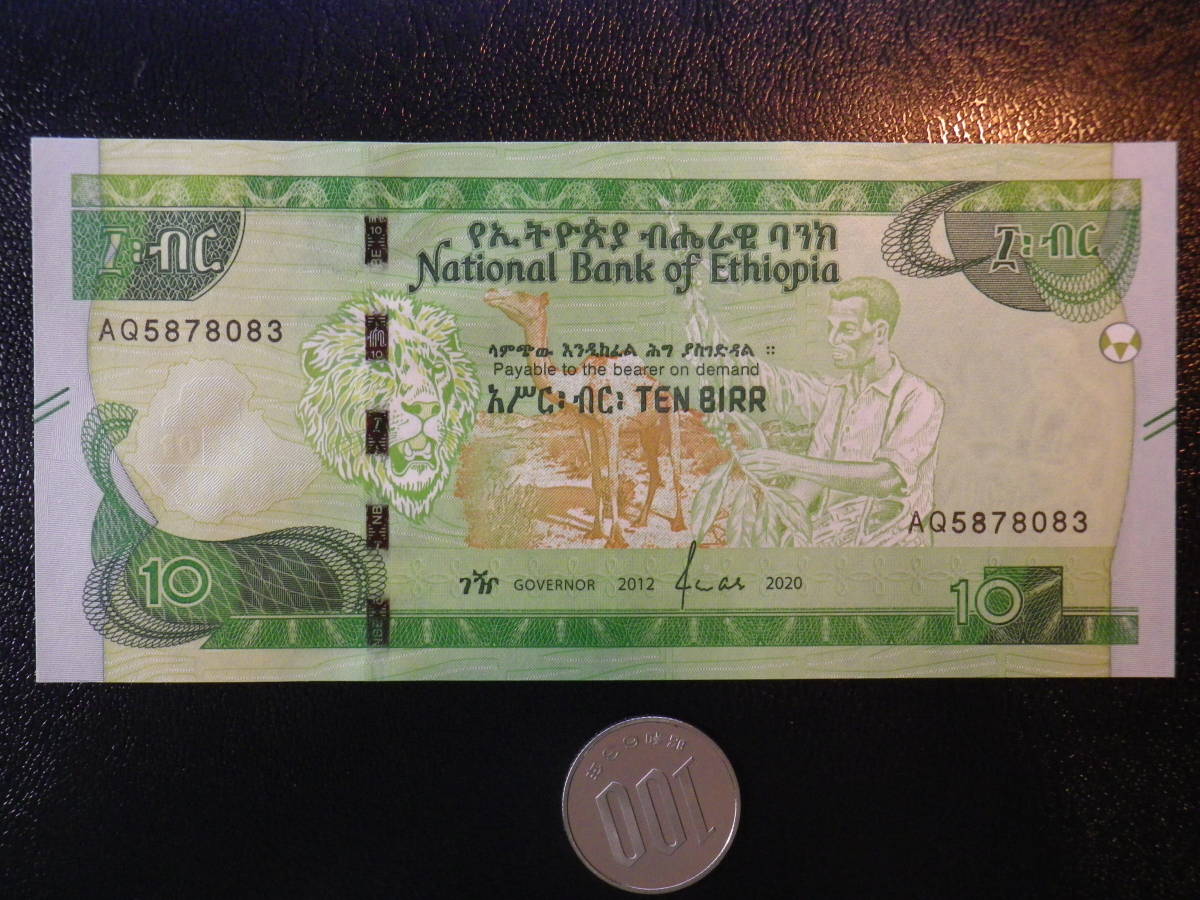 የኢትዮጵያ ብሔራዊ ባንክ
፲፡ብር
፲፡ብር
National Bank of Ethiopia
AQ5878083
ላምጭው እንዲከፈል ሕግ ያስገድዳል ።
Payable to the bearer on demand
አሥር፡ ብር፡ TEN BIRR
AQ5878083
10
ገዥ GOVERNOR 2012 2020
10
100